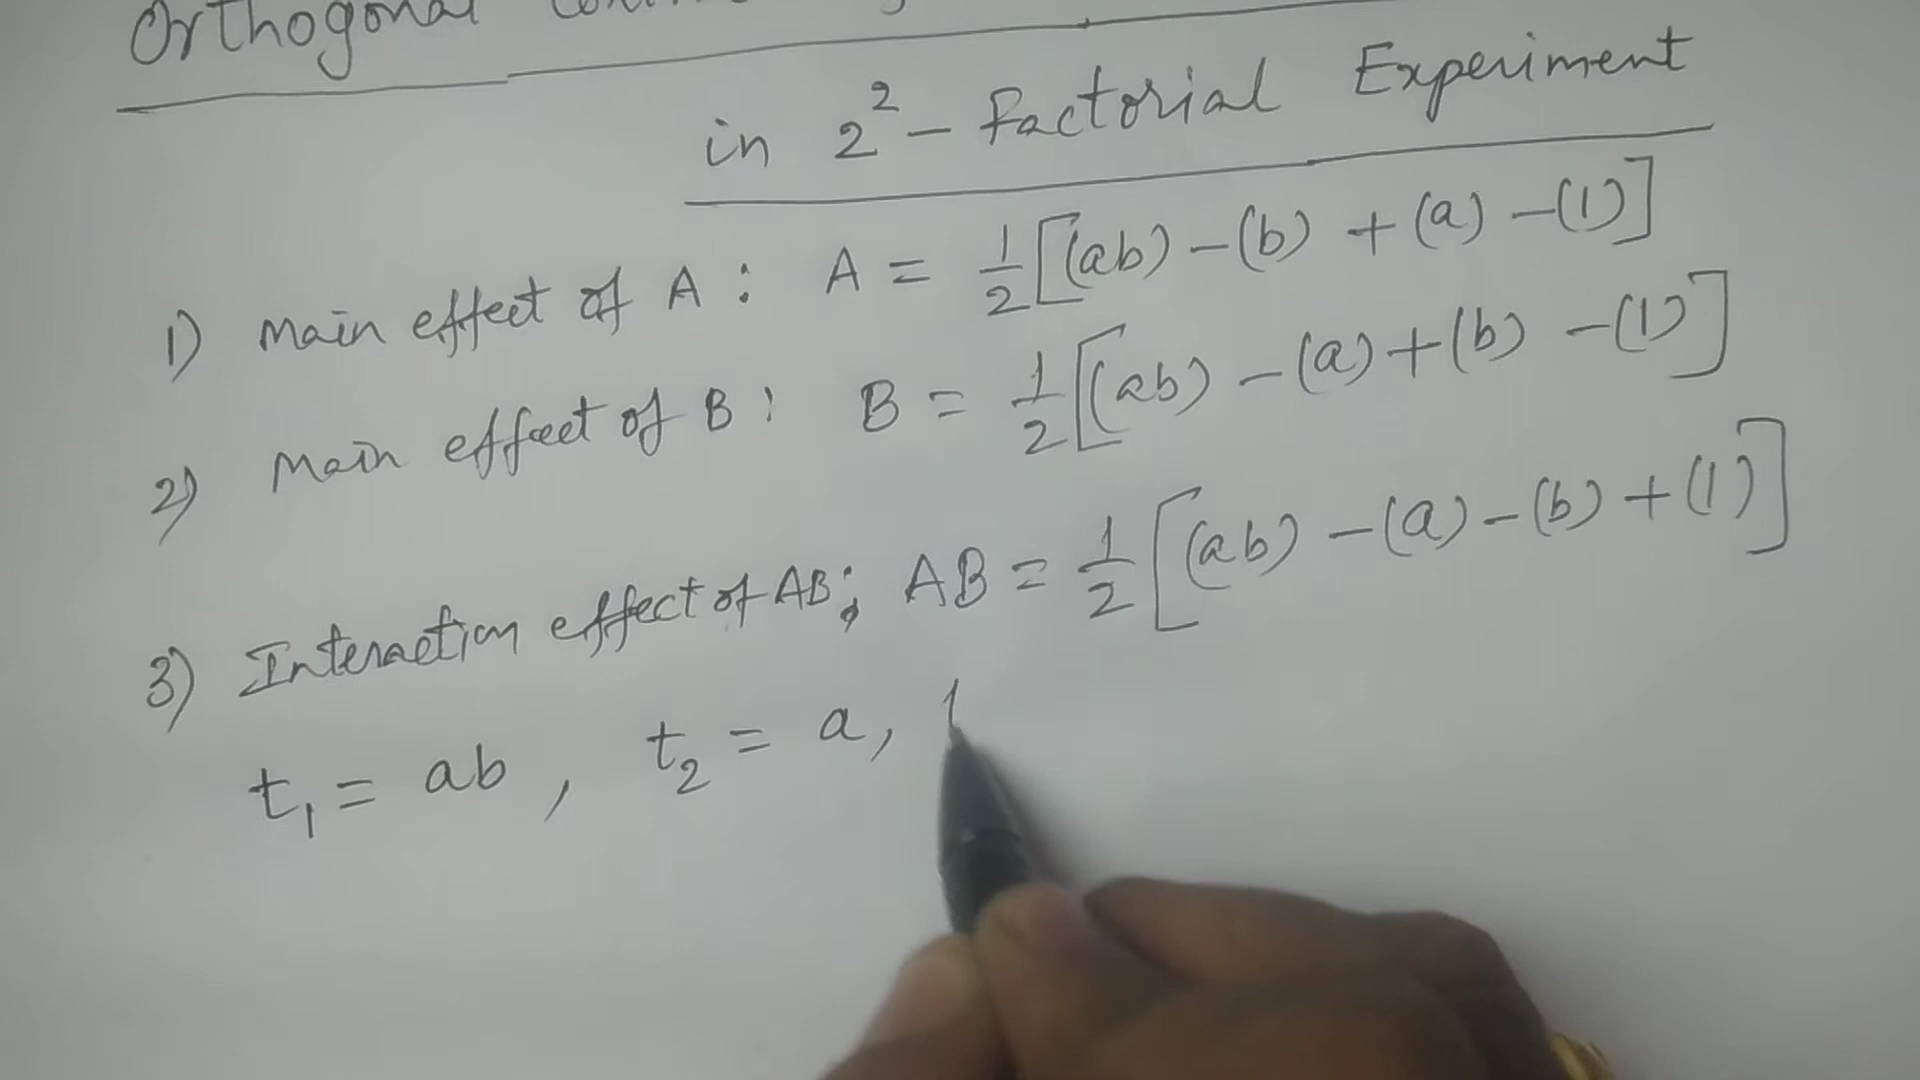 Orthogonal
in 2² - Factorial Experiment
1) Main effect of A : A = 1/2 [(ab) - (b) + (a) - (1)]
2) Main effect of B : B = 1/2 [(ab) - (a) + (b) - (1)]
3) Interaction effect of AB ; AB = 1/2 [(ab) - (a) - (b) + (1)]
t₁ = ab , t₂ = a,